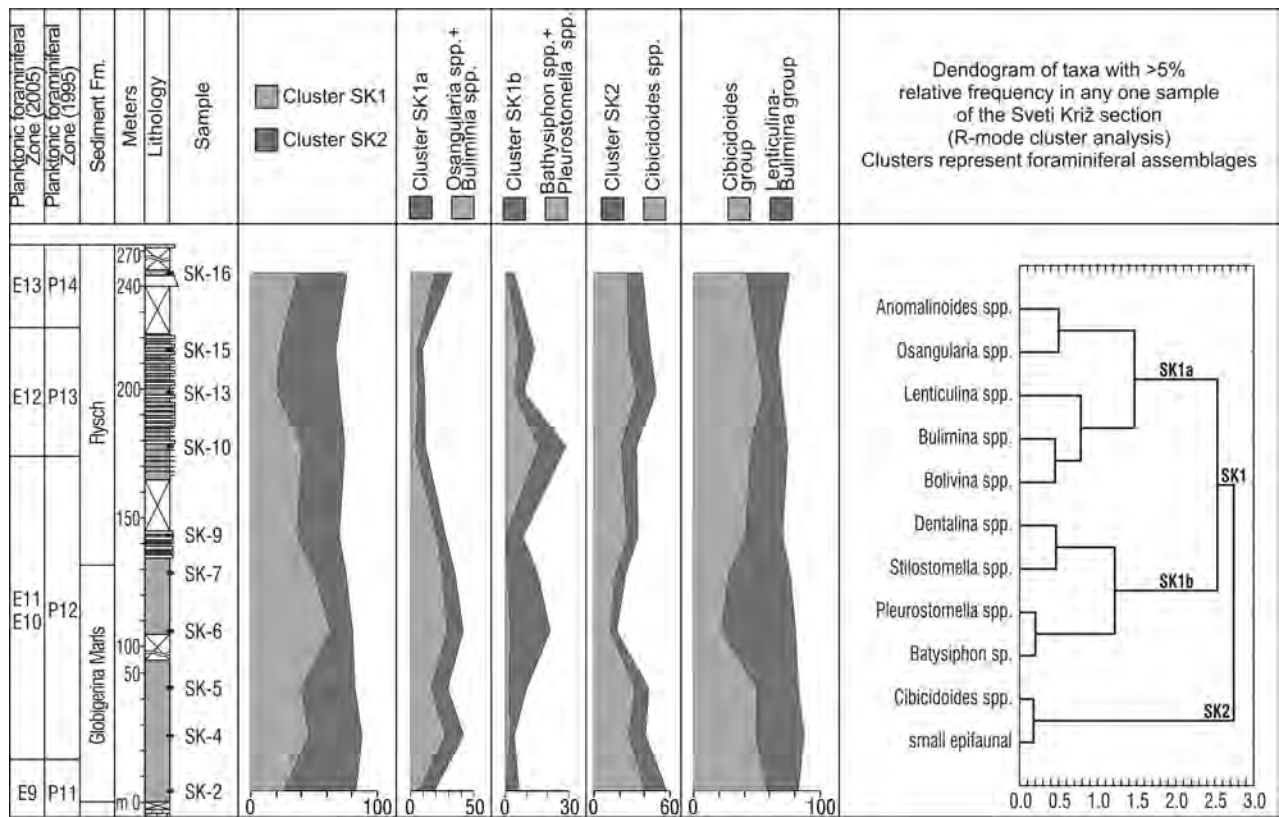 Planktonic foraminiferal
Zone (2005)
Planktonic foraminiferal
Zone (1995)
Sediment Fm.
Meters
Lithology
Sample
Cluster SK1
Cluster SK2
Cluster SK1a
Osangularia spp.+
Buliminia spp.
Cluster SK1b
Bathysiphon spp.+
Pleurostomella spp.
Cluster SK2
Cibicidoides spp.
Cibicidoides
group
Lenticulina-
Bulimina group
Dendogram of taxa with >5%
relative frequency in any one sample
of the Sveti Križ section
(R-mode cluster analysis)
Clusters represent foraminiferal assemblages
E13 P14
E12 P13
E11
E10
P12
E9 P11
Flysch
Globigerina Marls
270
240
200
150
100
50
m 0
SK-16
SK-15
SK-13
SK-10
SK-9
SK-7
SK-6
SK-5
SK-4
SK-2
0 100
0 50
0 30
0 60
0 100
Anomalinoides spp.
Osangularia spp.
Lenticulina spp.
Bulimina spp.
Bolivina spp.
Dentalina spp.
Stilostomella spp.
Pleurostomella spp.
Batysiphon sp.
Cibicidoides spp.
small epifaunal
SK1a
SK1
SK1b
SK2
0.0 0.5 1.0 1.5 2.0 2.5 3.0